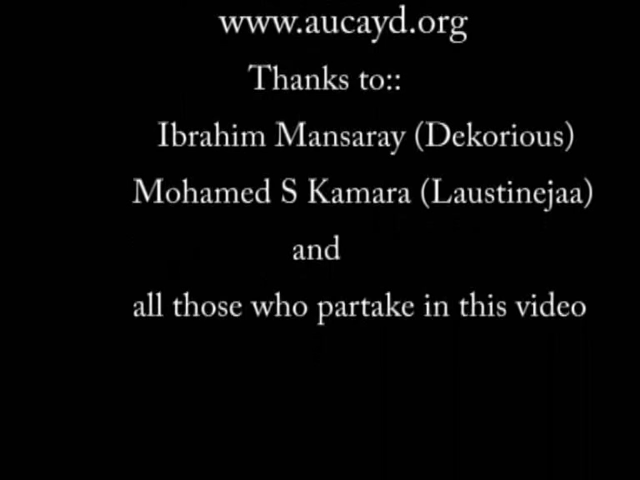 www.aucayd.org
Thanks to::
Ibrahim Mansaray (Dekorious)
Mohamed S Kamara (Laustinejaa)
and
all those who partake in this video